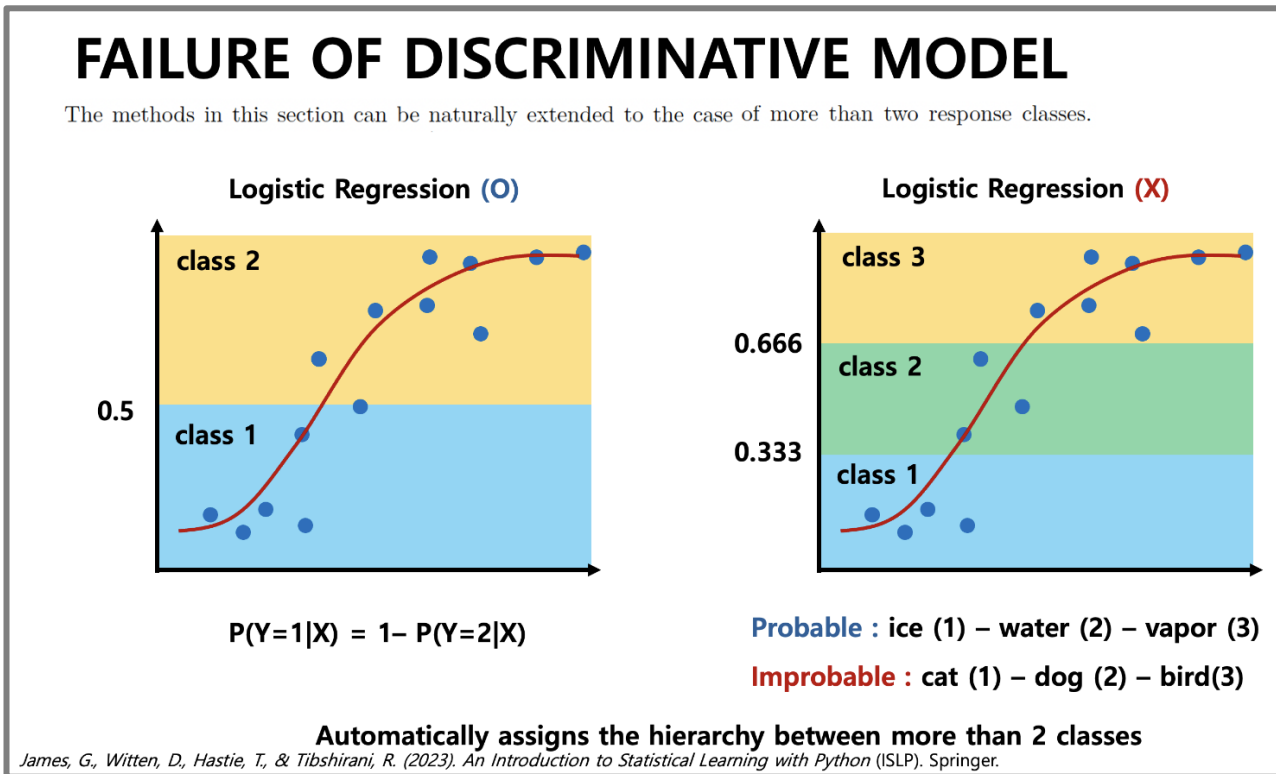 FAILURE OF DISCRIMINATIVE MODEL
The methods in this section can be naturally extended to the case of more than two response classes.
Logistic Regression (O)
class 2
0.5
class 1
P(Y=1|X) = 1– P(Y=2|X)
Logistic Regression (X)
class 3
0.666
class 2
0.333
class 1
Probable : ice (1) – water (2) – vapor (3)
Improbable : cat (1) – dog (2) – bird(3)
Automatically assigns the hierarchy between more than 2 classes
James, G., Witten, D., Hastie, T., & Tibshirani, R. (2023). An Introduction to Statistical Learning with Python (ISLP). Springer.